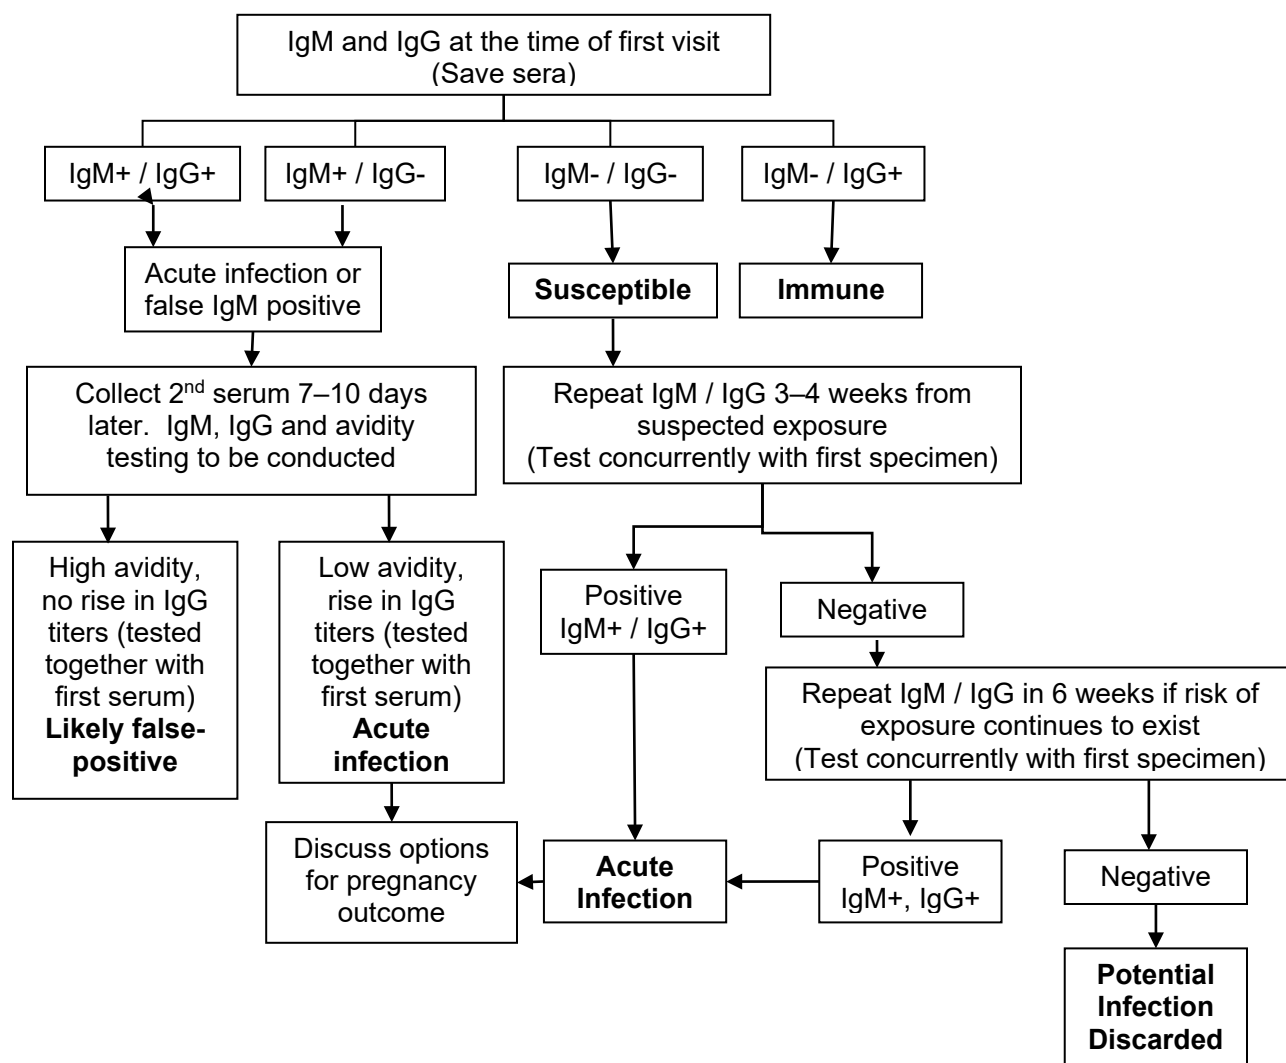 IgM and IgG at the time of first visit
(Save sera)
IgM+ / IgG+
IgM+ / IgG-
IgM- / IgG-
IgM- / IgG+
Acute infection or
false IgM positive
Susceptible
Immune
Collect 2nd serum 7–10 days
later.  IgM, IgG and avidity
testing to be conducted
Repeat IgM / IgG 3–4 weeks from
suspected exposure
(Test concurrently with first specimen)
High avidity,
no rise in IgG
titers (tested
together with
first serum)
Likely false-
positive
Low avidity,
rise in IgG
titers (tested
together with
first serum)
Acute
infection
Positive
IgM+ / IgG+
Negative
Repeat IgM / IgG in 6 weeks if risk of
exposure continues to exist
(Test concurrently with first specimen)
Discuss options
for pregnancy
outcome
Acute
Infection
Positive
IgM+, IgG+
Negative
Potential
Infection
Discarded